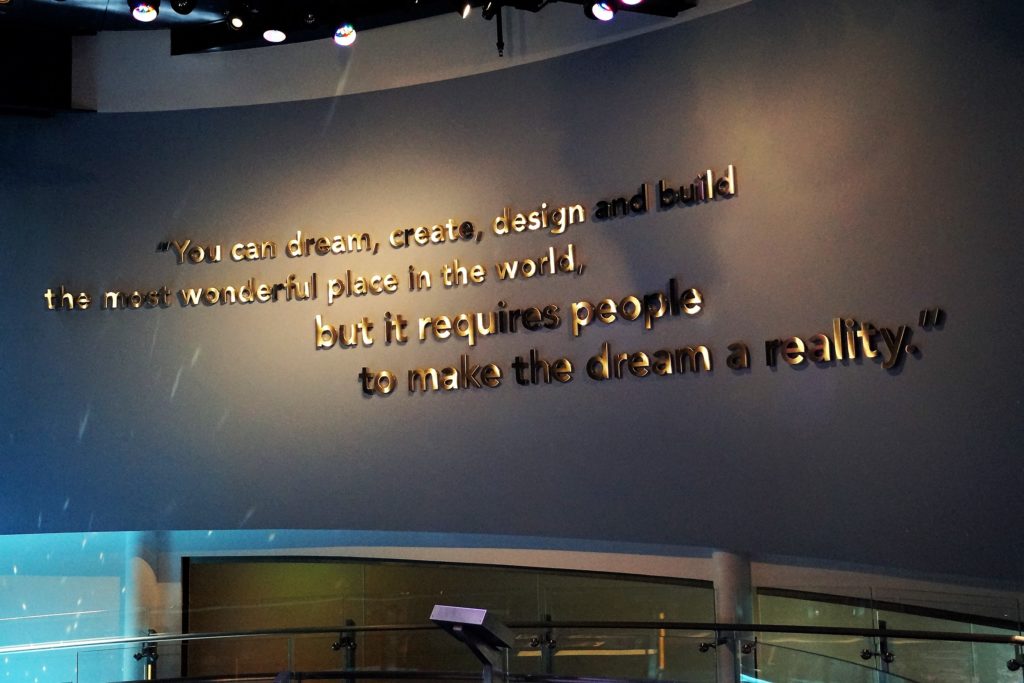 "You can dream, create, design and build
the most wonderful place in the world,
but it requires people
to make the dream a reality."